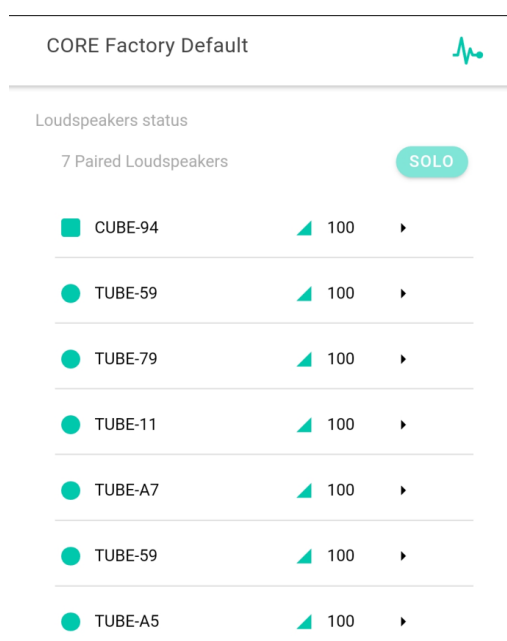 CORE Factory Default
Loudspeakers status
7 Paired Loudspeakers SOLO
CUBE-94 100
TUBE-59 100
TUBE-79 100
TUBE-11 100
TUBE-A7 100
TUBE-59 100
TUBE-A5 100